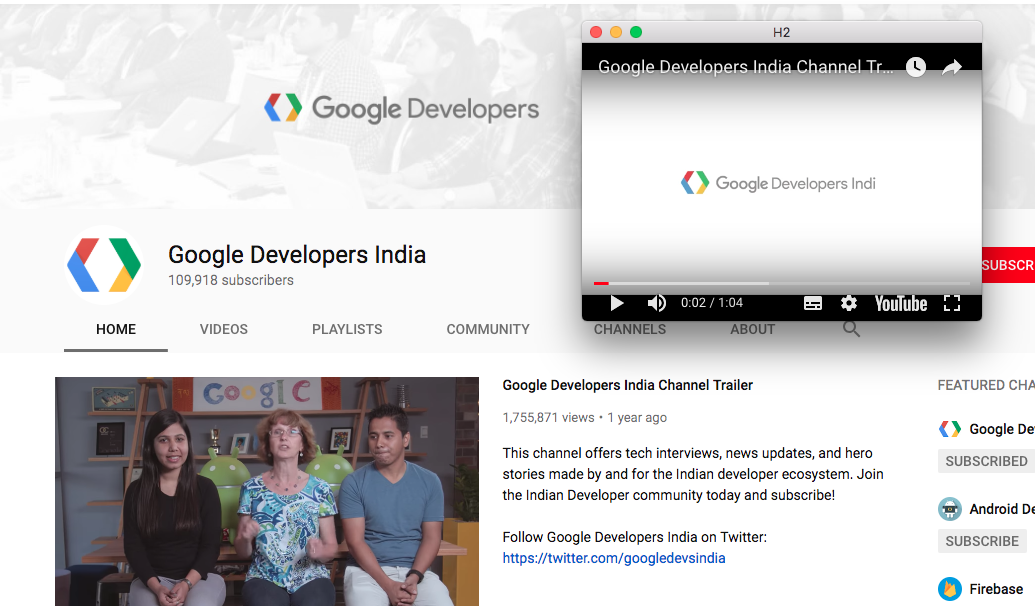 H2
Google Developers India Channel Tr...
Google Developers
Google Developers Indi
0:02 / 1:04
YouTube
Google Developers India
109,918 subscribers
SUBSCR
HOME
VIDEOS
PLAYLISTS
COMMUNITY
CHANNELS
ABOUT
Google
Google Developers India Channel Trailer
1,755,871 views • 1 year ago
This channel offers tech interviews, news updates, and hero
stories made by and for the Indian developer ecosystem. Join
the Indian Developer community today and subscribe!
Follow Google Developers India on Twitter:
https://twitter.com/googledevsindia
FEATURED CHA
Google De
SUBSCRIBED
Android De
SUBSCRIBE
Firebase